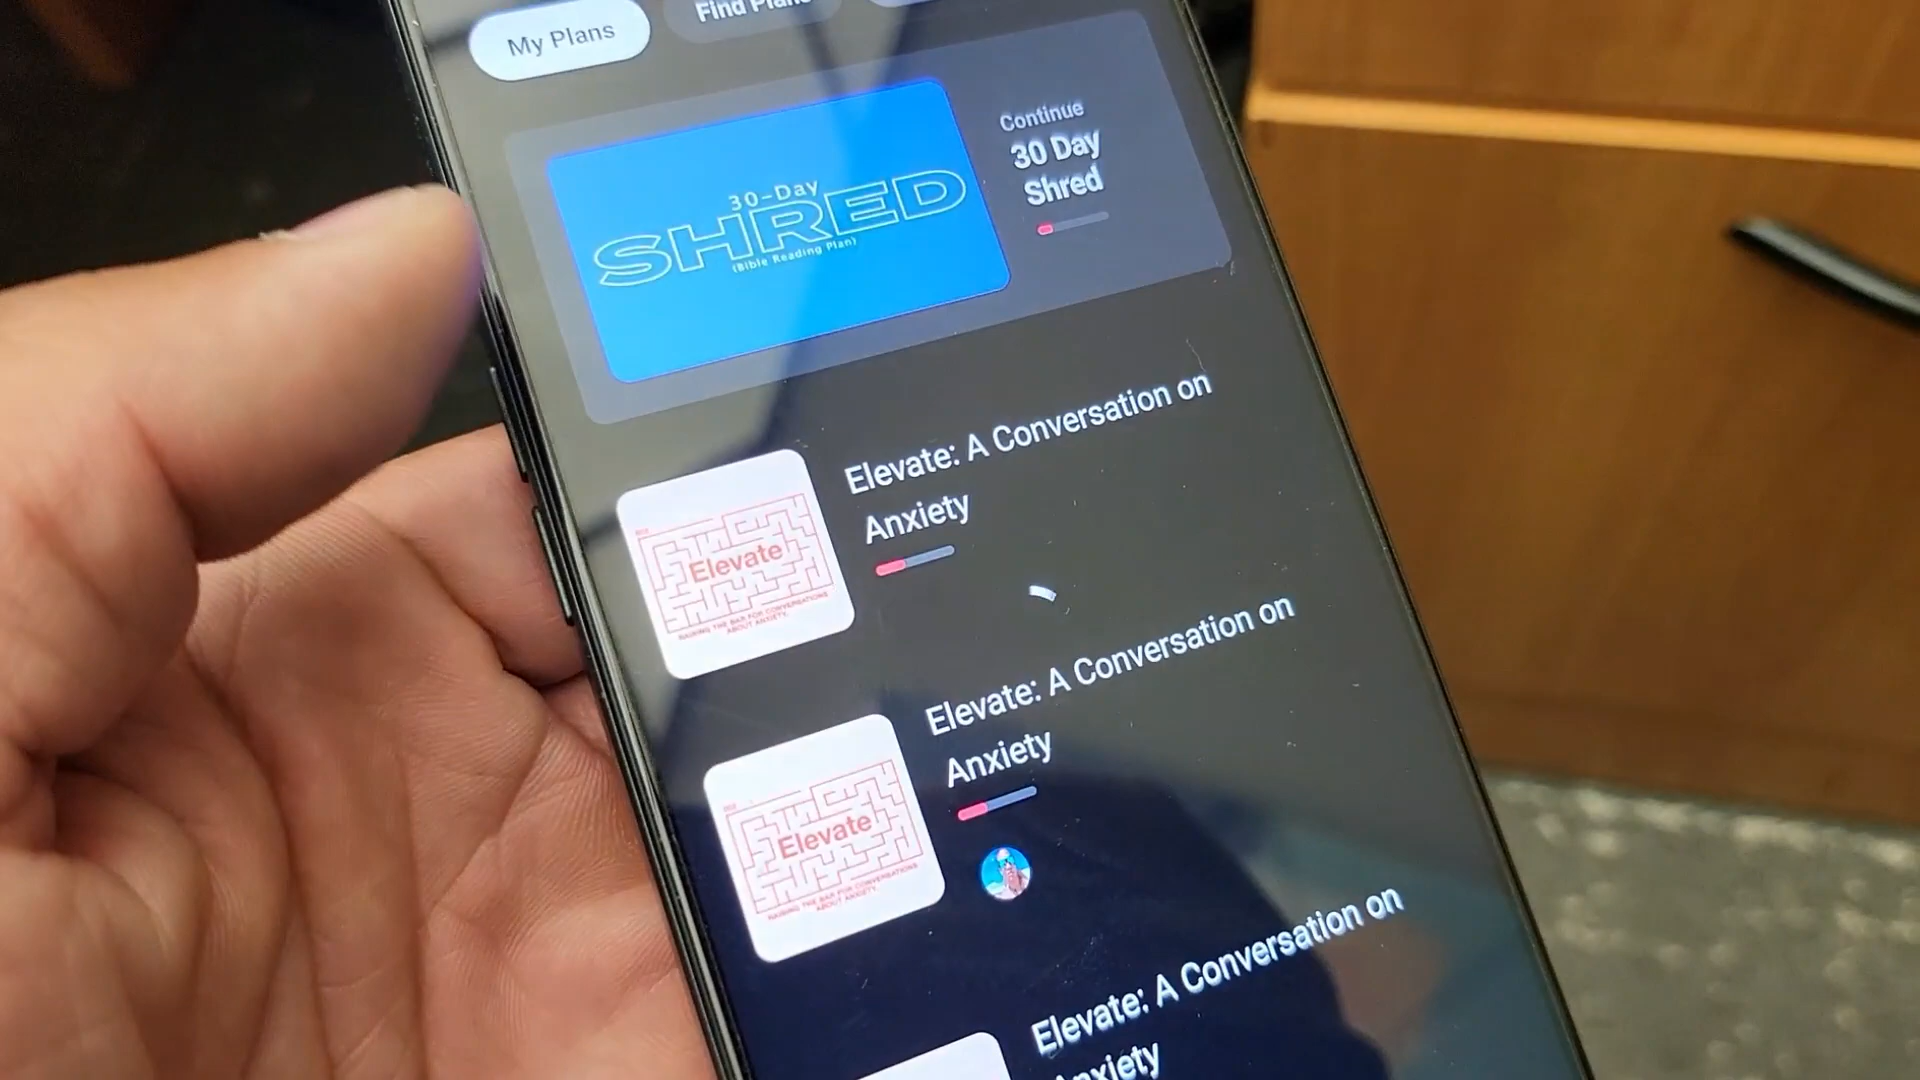 My Plans
Find Plans
30-Day
SHRED
(Bible Reading Plan)
Continue
30 Day
Shred
Elevate: A Conversation on
Anxiety
Elevate
RAISING THE BAR FOR CONVERSATIONS
ABOUT ANXIETY.
Elevate: A Conversation on
Anxiety
Elevate
RAISING THE BAR FOR CONVERSATIONS
ABOUT ANXIETY.
Elevate: A Conversation on
Anxiety